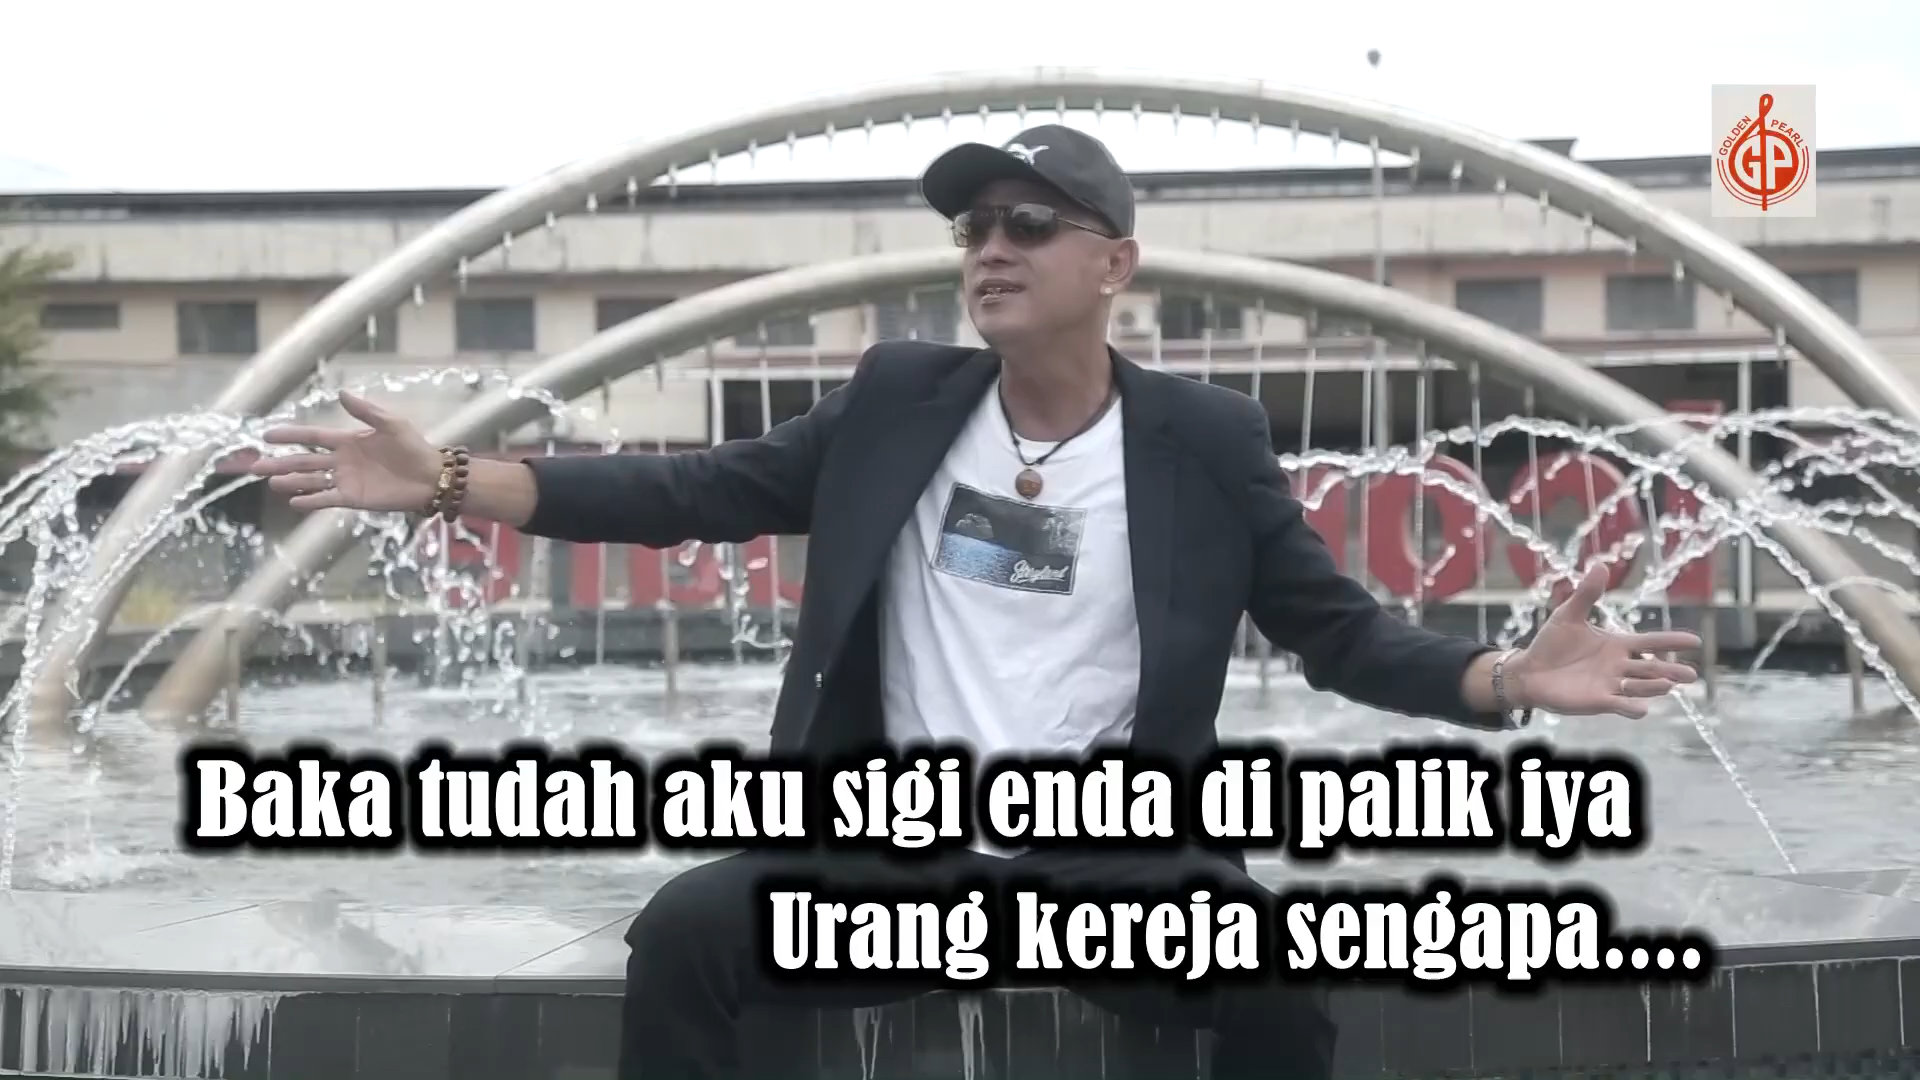 GOLDEN PEARL
GP
Baka tudah aku sigi enda di palik iya
Urang kereja sengapa....